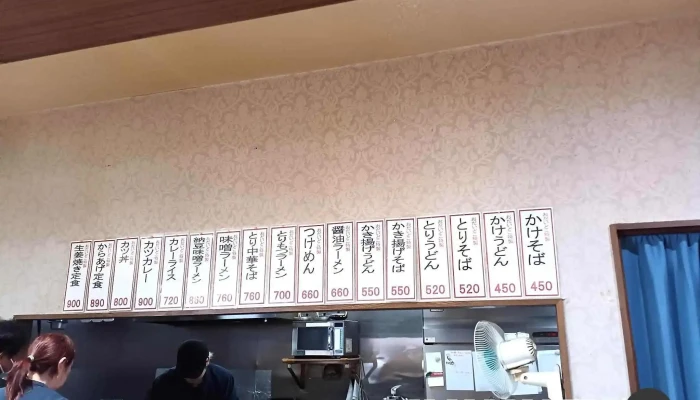 かけそば
450
かけうどん
450
とりそば
520
とりうどん
520
かき揚げそば
550
かき揚げうどん
550
醤油ラーメン
660
つけめん
660
とりもつラーメン
700
とり中華そば
760
味噌ラーメン
760
納豆味噌ラーメン
カレーライス
720
カツカレー
900
カツ丼
800
からあげ定食
890
生姜焼き定食
900